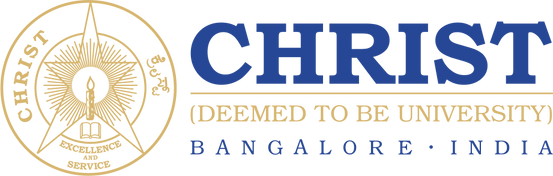 CHRIST
ಕ್ರೈಸ್ಟ್
EXCELLENCE
AND
SERVICE
CHRIST
(DEEMED TO BE UNIVERSITY)
BANGALORE · INDIA